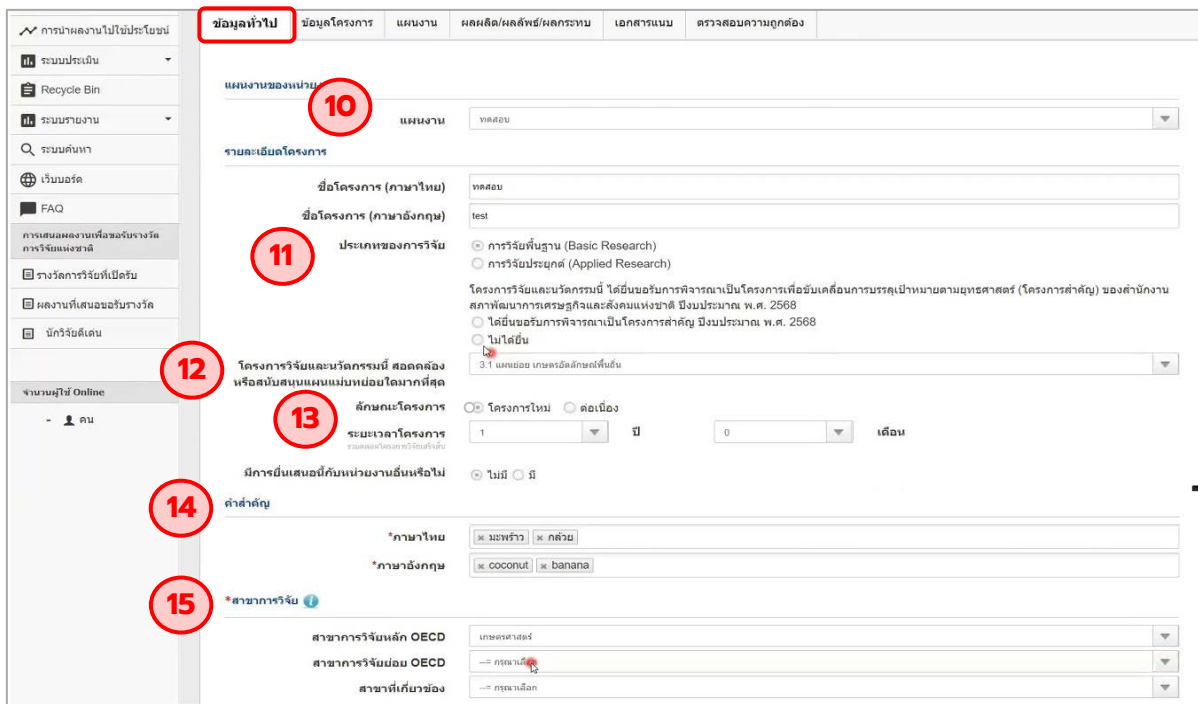 ข้อมูลทั่วไป ข้อมูลโครงการ แผนงาน ผลผลิต/ผลลัพธ์/ผลกระทบ เอกสารแนบ ตรวจสอบความถูกต้อง
การนำผลงานไปใช้ประโยชน์
ระบบประเมิน
Recycle Bin
ระบบรายงาน
ระบบค้นหา
เว็บบอร์ด
FAQ
การเสนอผลงานเพื่อขอรับรางวัล
การวิจัยแห่งชาติ
รางวัลการวิจัยที่เปิดรับ
ผลงานที่เสนอขอรับรางวัล
นักวิจัยดีเด่น
จำนวนผู้ใช้ Online
- คน
แผนงานของหน่วย
10
แผนงาน ทดสอบ
รายละเอียดโครงการ
ชื่อโครงการ (ภาษาไทย) ทดสอบ
ชื่อโครงการ (ภาษาอังกฤษ) test
11
ประเภทของการวิจัย การวิจัยพื้นฐาน (Basic Research)
การวิจัยประยุกต์ (Applied Research)
โครงการวิจัยและนวัตกรรมนี้ ได้ยื่นขอรับการพิจารณาเป็นโครงการเพื่อขับเคลื่อนการบรรลุเป้าหมายตามยุทธศาสตร์ (โครงการสำคัญ) ของสำนักงาน
สภาพัฒนาการเศรษฐกิจและสังคมแห่งชาติ ปีงบประมาณ พ.ศ. 2568
ได้ยื่นขอรับการพิจารณาเป็นโครงการสำคัญ ปีงบประมาณ พ.ศ. 2568
ไม่ได้ยื่น
12
โครงการวิจัยและนวัตกรรมนี้ สอดคล้อง 3.1 แผนย่อย เกษตรอัตลักษณ์พื้นถิ่น
หรือสนับสนุนแผนแม่บทย่อยใดมากที่สุด
13
ลักษณะโครงการ โครงการใหม่ ต่อเนื่อง
ระยะเวลาโครงการ 1 ปี 0 เดือน
มีการยื่นเสนอนี้กับหน่วยงานอื่นหรือไม่ ไม่มี มี
14
คำสำคัญ
*ภาษาไทย × มะพร้าว × กล้วย
*ภาษาอังกฤษ × coconut × banana
15
*สาขาการวิจัย
สาขาการวิจัยหลัก OECD เกษตรศาสตร์
สาขาการวิจัยย่อย OECD --= กรุณาเลือก
สาขาที่เกี่ยวข้อง --= กรุณาเลือก